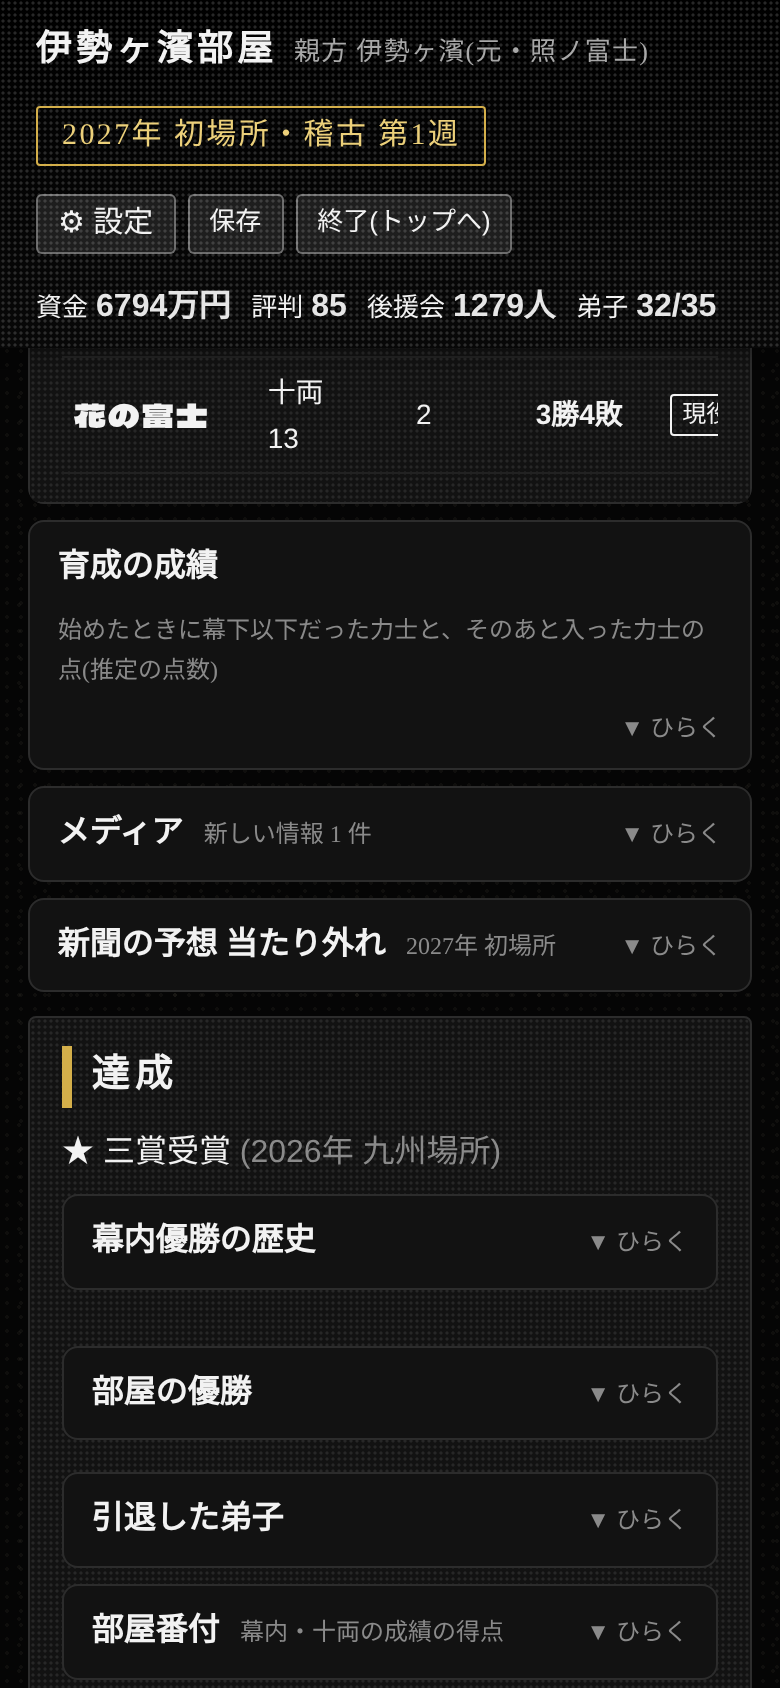 伊勢ヶ濱部屋 親方 伊勢ヶ濱(元・照ノ富士)
2027年 初場所・稽古 第1週
⚙ 設定 保存 終了(トップへ)
資金 6794万円 評判 85 後援会 1279人 弟子 32/35
花の富士 十両 13 2 3勝4敗 現役
育成の成績
始めたときに幕下以下だった力士と、そのあと入った力士の
点(推定の点数)
▼ ひらく
メディア 新しい情報 1 件 ▼ ひらく
新聞の予想 当たり外れ 2027年 初場所 ▼ ひらく
達成
★ 三賞受賞 (2026年 九州場所)
幕内優勝の歴史 ▼ ひらく
部屋の優勝 ▼ ひらく
引退した弟子 ▼ ひらく
部屋番付 幕内・十両の成績の得点 ▼ ひらく